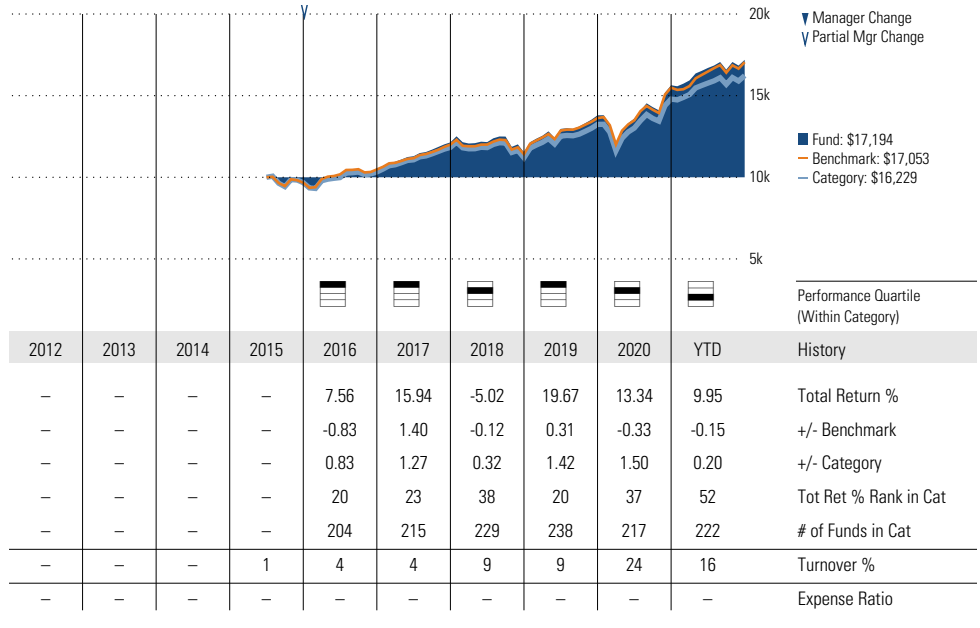 20k
▼ Manager Change
∨ Partial Mgr Change
15k
Fund: $17,194
Benchmark: $17,053
Category: $16,229
10k
5k
Performance Quartile
(Within Category)
2012 2013 2014 2015 2016 2017 2018 2019 2020 YTD History
– – – – 7.56 15.94 -5.02 19.67 13.34 9.95 Total Return %
– – – – -0.83 1.40 -0.12 0.31 -0.33 -0.15 +/- Benchmark
– – – – 0.83 1.27 0.32 1.42 1.50 0.20 +/- Category
– – – – 20 23 38 20 37 52 Tot Ret % Rank in Cat
– – – – 204 215 229 238 217 222 # of Funds in Cat
– – – 1 4 4 9 9 24 16 Turnover %
– – – – – – – – – – Expense Ratio